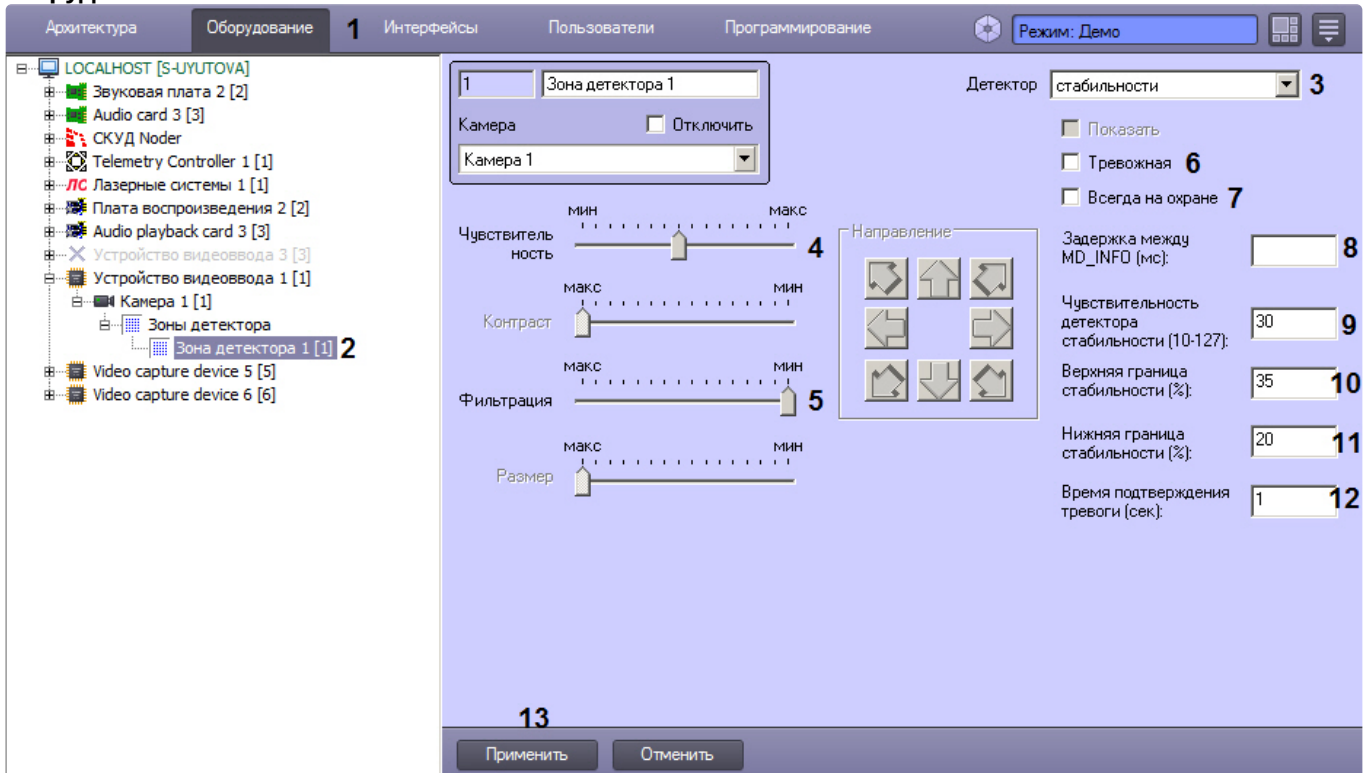 Архитектура Оборудование 1 Интерфейсы Пользователи Программирование Режим: Демо
LOCALHOST [S-UYUTOVA]
Звуковая плата 2 [2]
Audio card 3 [3]
СКУД Noder
Telemetry Controller 1 [1]
ЛС Лазерные системы 1 [1]
Плата воспроизведения 2 [2]
Audio playback card 3 [3]
Устройство видеоввода 3 [3]
Устройство видеоввода 1 [1]
Камера 1 [1]
Зоны детектора
Зона детектора 1 [1] 2
Video capture device 5 [5]
Video capture device 6 [6]
1 Зона детектора 1
Камера Отключить
Камера 1
Детектор стабильности 3
Показать
Тревожная 6
Всегда на охране 7
мин макс
Чувствитель
ность 4
макс мин
Контраст
макс мин
Фильтрация 5
макс мин
Размер
Направление
Задержка между
MD_INFO (мс): 8
Чувствительность
детектора
стабильности (10-127): 30 9
Верхняя граница
стабильности (%): 35 10
Нижняя граница
стабильности (%): 20 11
Время подтверждения
тревоги (сек): 1 12
13
Применить Отменить